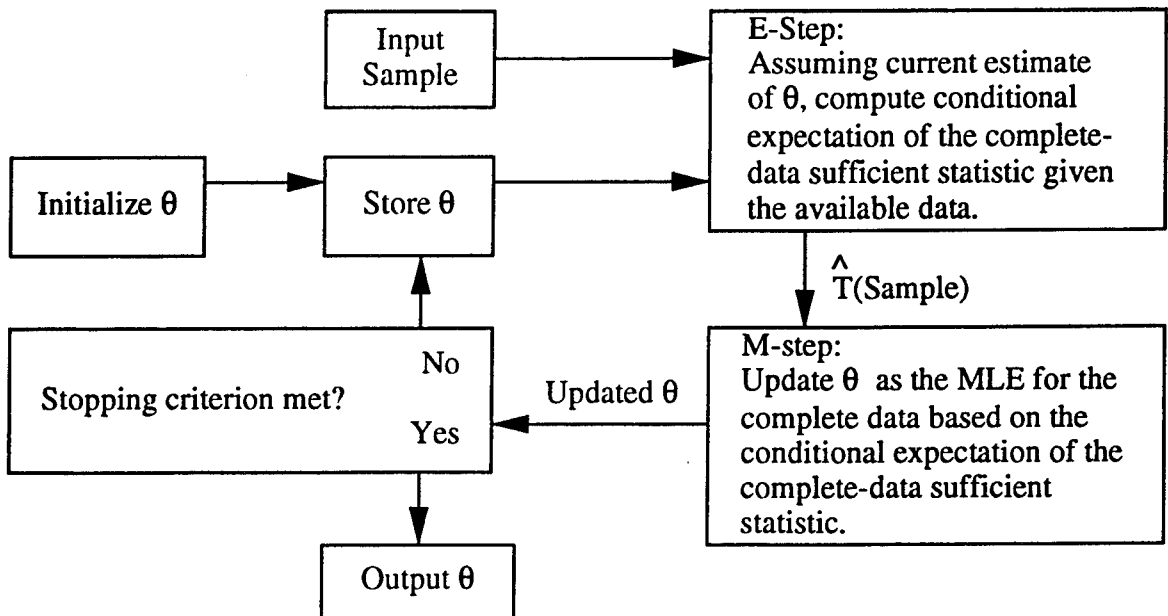 Input
Sample
E-Step:
Assuming current estimate
of θ, compute conditional
expectation of the complete-
data sufficient statistic given
the available data.
Initialize θ
Store θ
T̂(Sample)
Stopping criterion met?
No
Yes
Updated θ
M-step:
Update θ as the MLE for the
complete data based on the
conditional expectation of the
complete-data sufficient
statistic.
Output θ